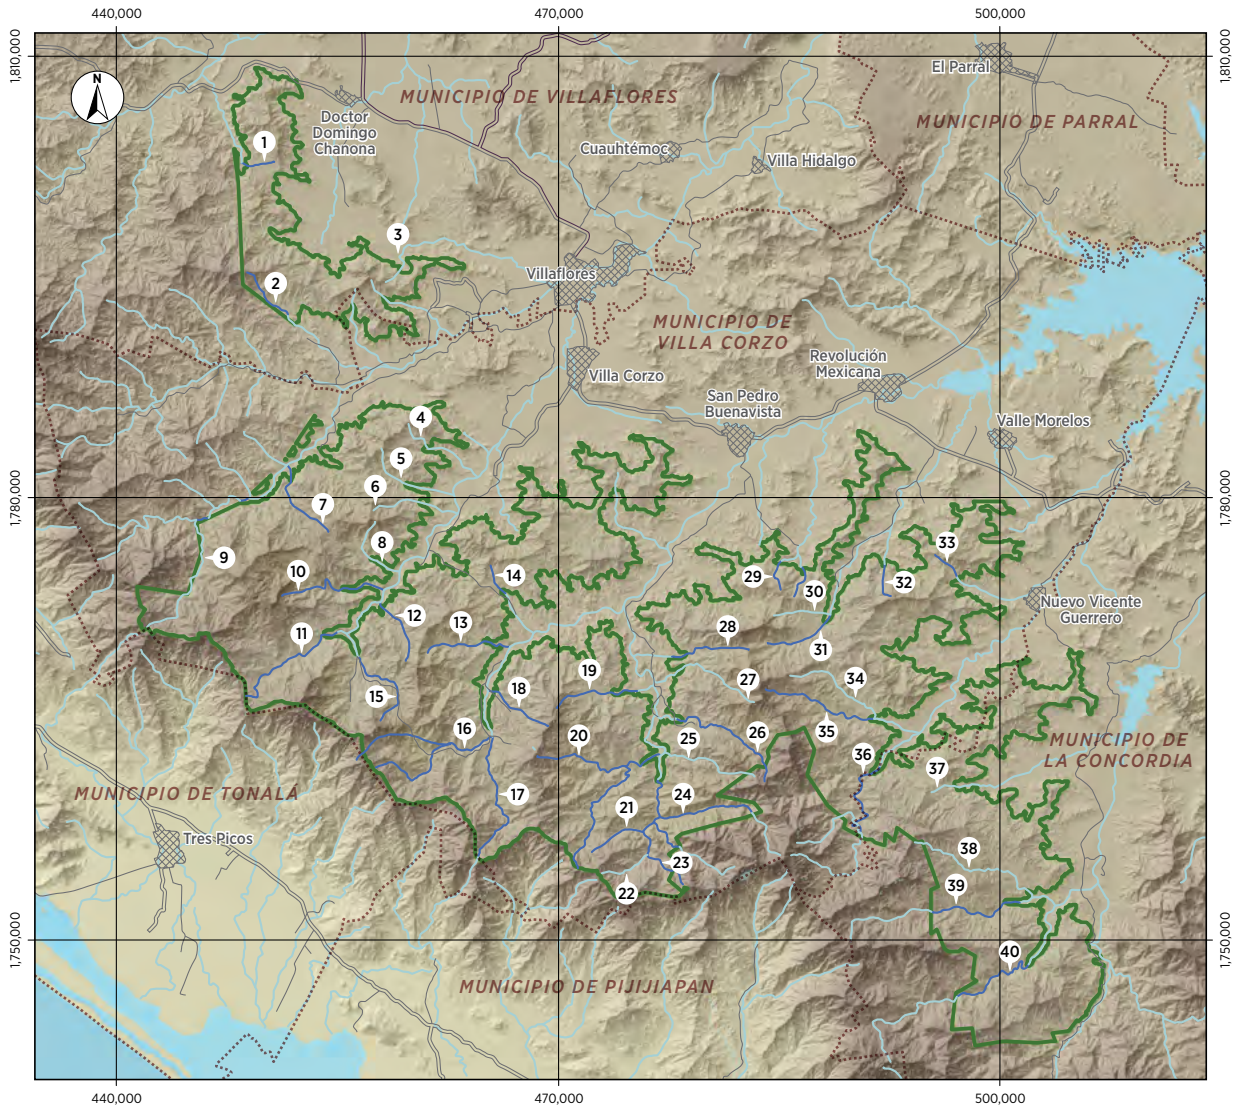 440,000
470,000
500,000
1,810,000
1,810,000
N
El Parral
MUNICIPIO DE VILLAFLORES
MUNICIPIO DE PARRAL
Doctor
Domingo
Chanona
1
Cuauhtémoc
Villa Hidalgo
3
2
Villaflores
MUNICIPIO DE
VILLA CORZO
Revolución
Mexicana
Villa Corzo
San Pedro
Buenavista
Valle Morelos
4
5
6
7
1,780,000
1,780,000
8
9
10
14
33
29
30
32
Nuevo Vicente
Guerrero
12
13
11
28
31
19
18
27
34
15
16
20
25
26
35
36
37
MUNICIPIO DE
LA CONCORDIA
MUNICIPIO DE TONALÁ
17
21
24
Tres Picos
23
22
38
39
1,750,000
1,750,000
40
MUNICIPIO DE PIJIJIAPAN
440,000
470,000
500,000